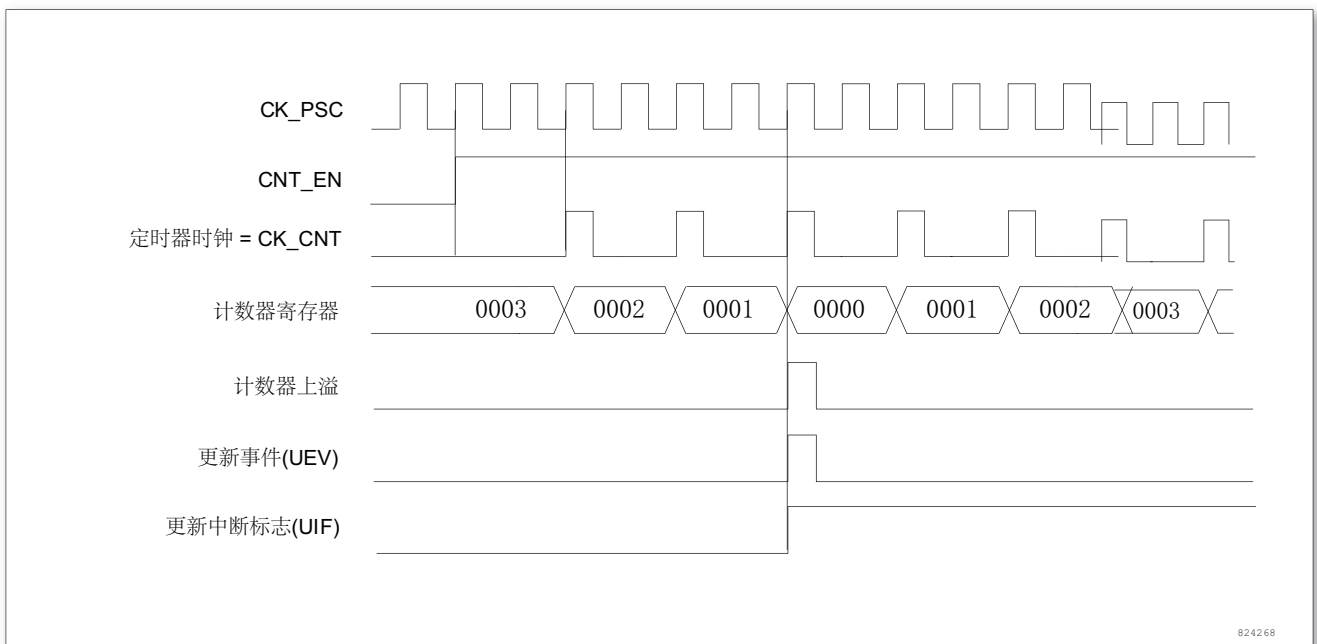 CK_PSC
CNT_EN
定时器时钟 = CK_CNT
计数器寄存器 0003 0002 0001 0000 0001 0002 0003
计数器上溢
更新事件(UEV)
更新中断标志(UIF)
824268